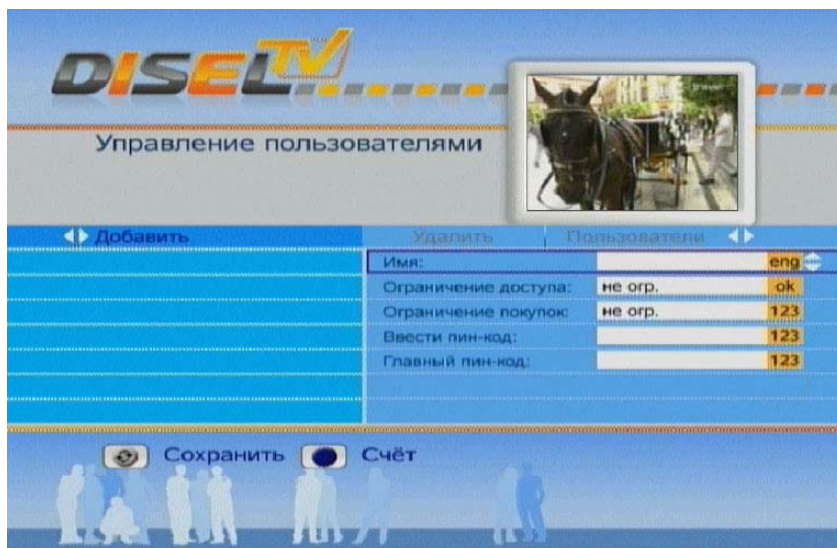 DISEL TV
Управление пользователями
Добавить Удалить Пользователи
Имя: eng
Ограничение доступа: не огр. ok
Ограничение покупок: не огр. 123
Ввести пин-код: 123
Главный пин-код: 123
Сохранить Счёт